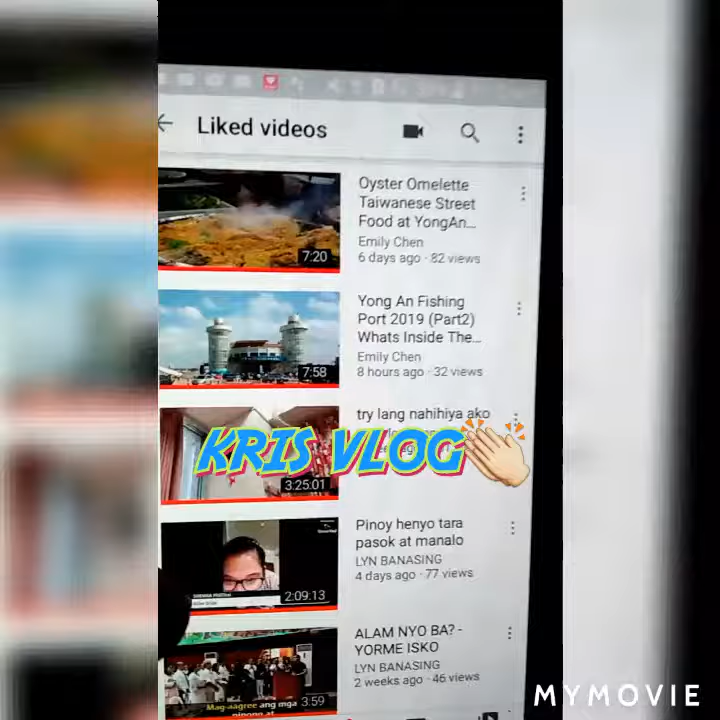 Liked videos
Oyster Omelette
Taiwanese Street
Food at YongAn...
Emily Chen
6 days ago · 82 views
7:20
Yong An Fishing
Port 2019 (Part2)
Whats Inside The...
Emily Chen
8 hours ago · 32 views
7:58
try lang nahihiya ako
KRIS VLOG
3:25:01
Pinoy henyo tara
pasok at manalo
LYN BANASING
4 days ago · 77 views
2:09:13
ALAM NYO BA? -
YORME ISKO
LYN BANASING
2 weeks ago · 46 views
Mag-aagree ang mga
3:59
MYMOVIE